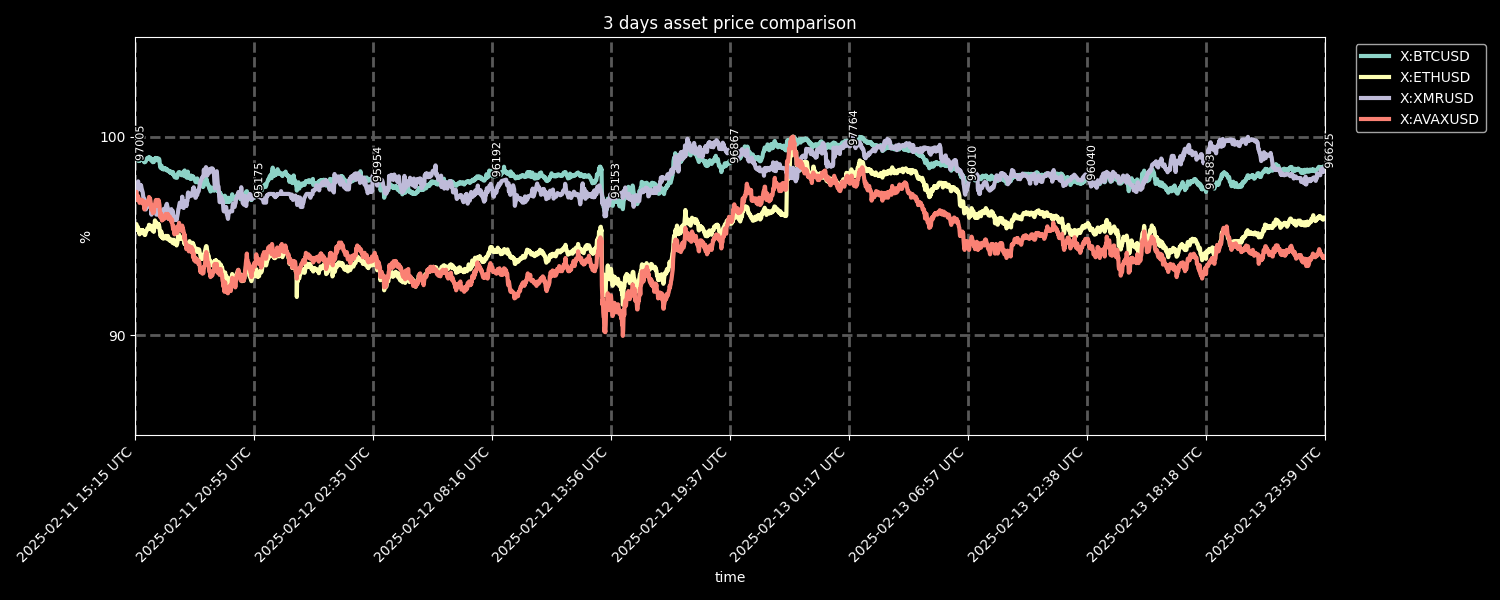 3 days asset price comparison
X:BTCUSD
X:ETHUSD
X:XMRUSD
X:AVAXUSD
%
100
90
97005
95175
95954
96192
95153
96867
97764
96010
96040
95583
96625
2025-02-11 15:15 UTC
2025-02-11 20:55 UTC
2025-02-12 02:35 UTC
2025-02-12 08:16 UTC
2025-02-12 13:56 UTC
2025-02-12 19:37 UTC
2025-02-13 01:17 UTC
2025-02-13 06:57 UTC
2025-02-13 12:38 UTC
2025-02-13 18:18 UTC
2025-02-13 23:59 UTC
time